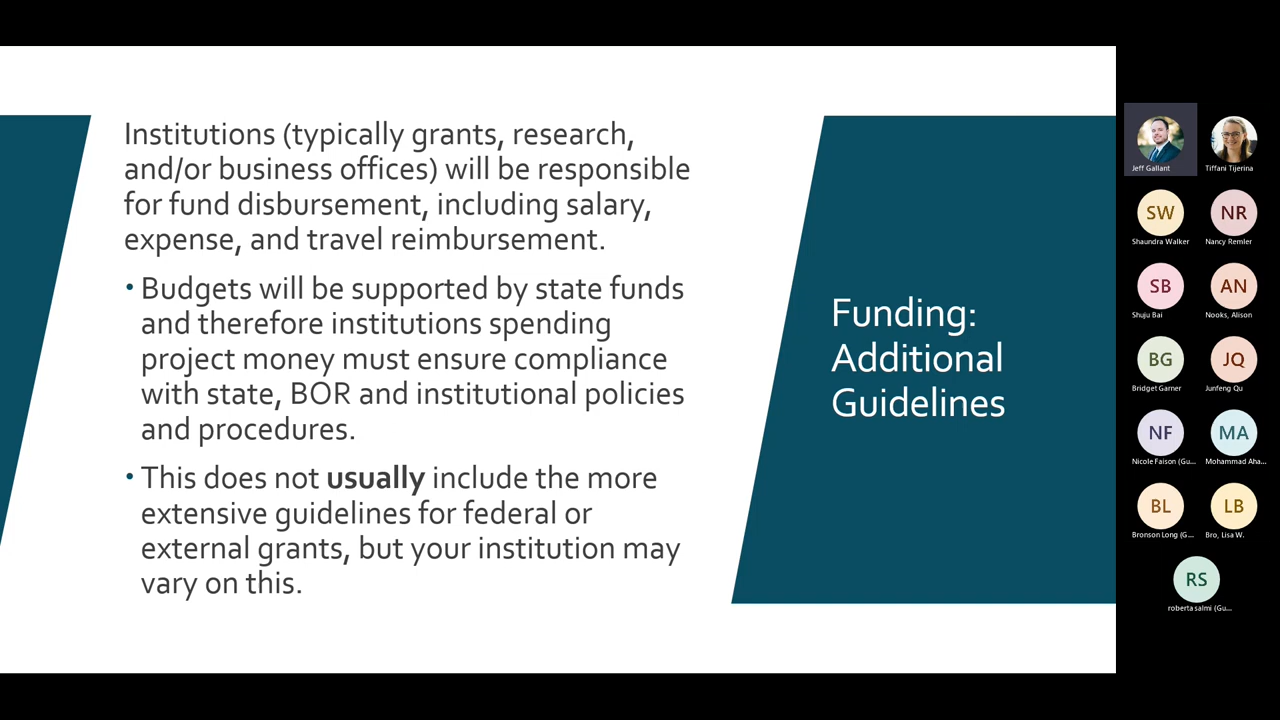 Institutions (typically grants, research,
and/or business offices) will be responsible
for fund disbursement, including salary,
expense, and travel reimbursement.
• Budgets will be supported by state funds
and therefore institutions spending
project money must ensure compliance
with state, BOR and institutional policies
and procedures.
• This does not usually include the more
extensive guidelines for federal or
external grants, but your institution may
vary on this.
Funding:
Additional
Guidelines
Jeff Gallant
Tiffani Tijerina
SW
NR
Shaundra Walker
Nancy Remler
SB
AN
Shuju Bai
Nooks, Alison
BG
JQ
Bridget Garner
Junfeng Qu
NF
MA
Nicole Faison (Gu...
Mohammad Aha...
BL
LB
Bronson Long (G...
Bro, Lisa W.
RS
roberta salmi (Gu...